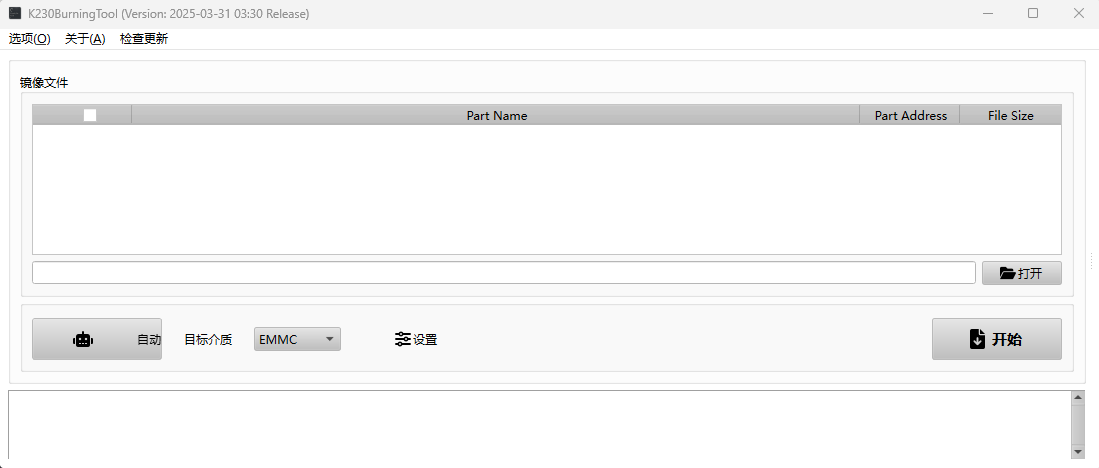 K230BurningTool (Version: 2025-03-31 03:30 Release)
选项(O) 关于(A) 检查更新
镜像文件
Part Name Part Address File Size
打开
自动 目标介质 EMMC 设置 开始